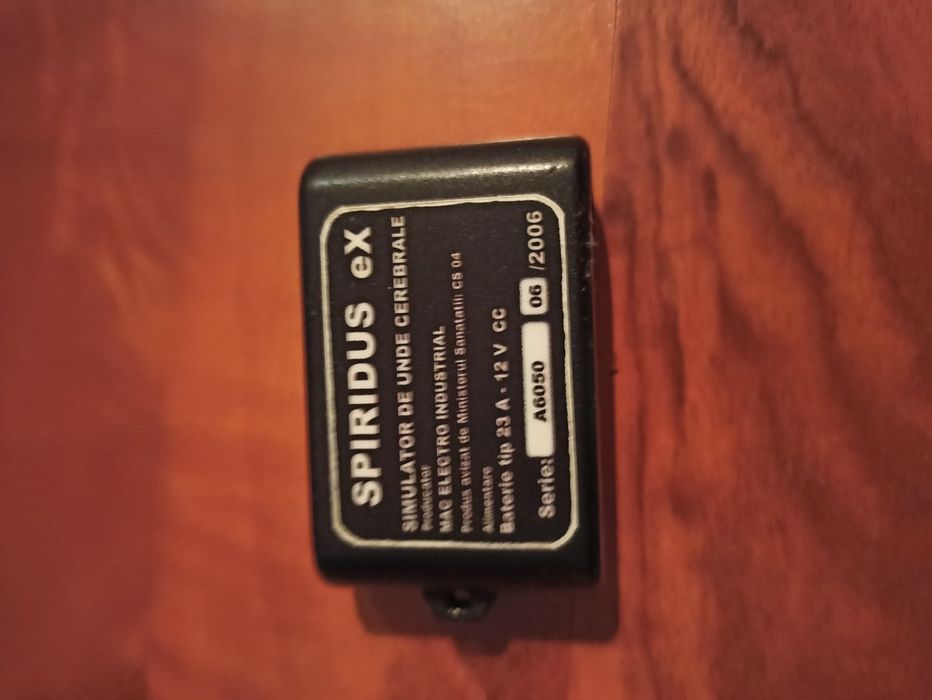 SPIRIDUS eX
SIMULATOR DE UNDE CEREBRALE
Producator
MAC ELECTRO INDUSTRIAL
Produs avizat de Ministerul Sanatatii: CS 04
Alimentare
Baterie tip 23 A - 12 V CC
Serie: A6050 06 /2006